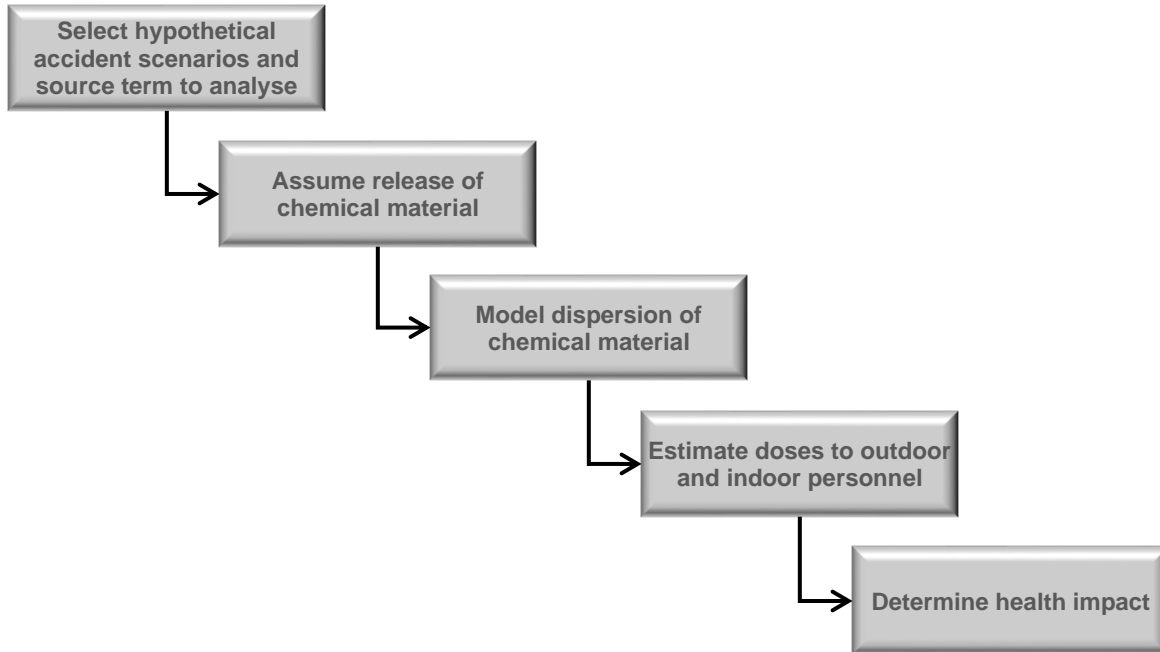 Select hypothetical
accident scenarios and
source term to analyse
Assume release of
chemical material
Model dispersion of
chemical material
Estimate doses to outdoor
and indoor personnel
Determine health impact